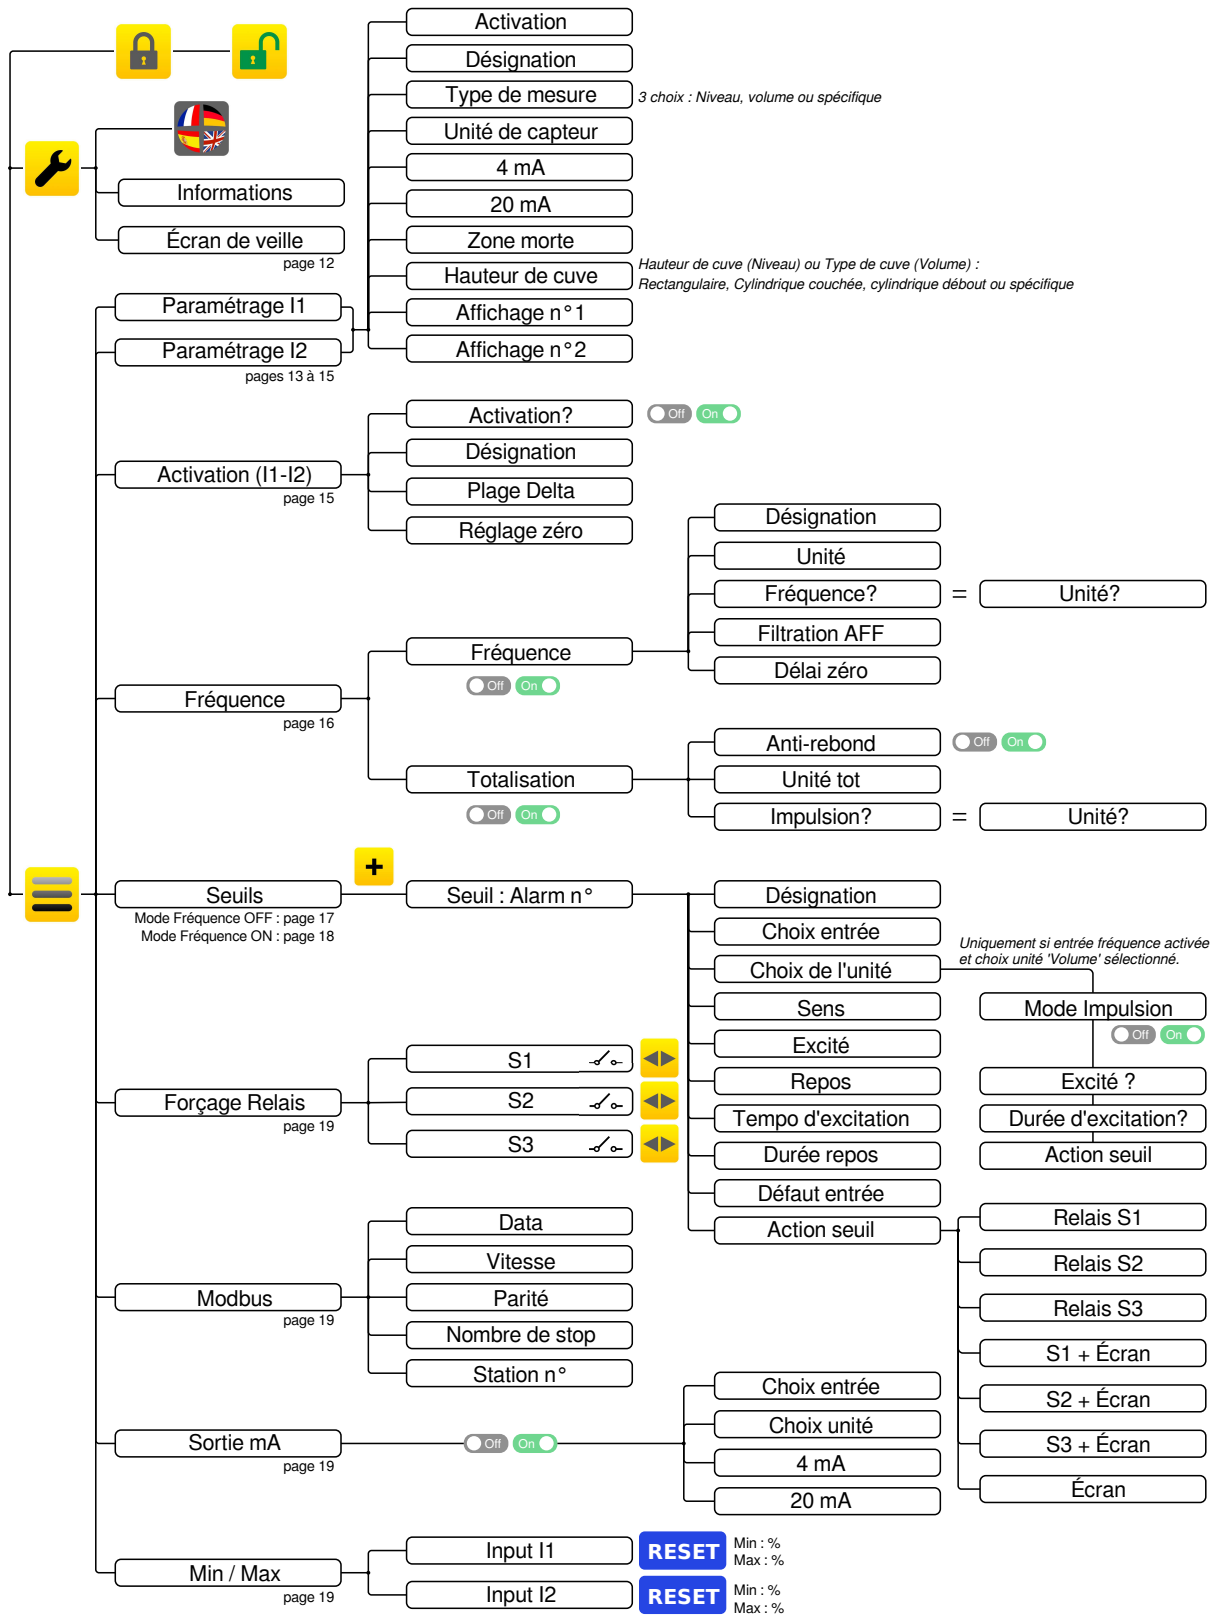 Activation
Désignation
Type de mesure
3 choix : Niveau, volume ou spécifique
Unité de capteur
4 mA
20 mA
Zone morte
Hauteur de cuve
Hauteur de cuve (Niveau) ou Type de cuve (Volume) :
Rectangulaire, Cylindrique couchée, cylindrique débout ou spécifique
Affichage n°1
Affichage n°2
Informations
Écran de veille
page 12
Paramétrage I1
Paramétrage I2
pages 13 à 15
Activation (I1-I2)
page 15
Activation?
Off On
Désignation
Plage Delta
Réglage zéro
Fréquence
page 16
Fréquence
Off On
Désignation
Unité
Fréquence?
=
Unité?
Filtration AFF
Délai zéro
Totalisation
Off On
Anti-rebond
Off On
Unité tot
Impulsion?
=
Unité?
Seuils
Mode Fréquence OFF : page 17
Mode Fréquence ON : page 18
+
Seuil : Alarm n°
Désignation
Choix entrée
Choix de l'unité
Sens
Excité
Repos
Tempo d'excitation
Durée repos
Défaut entrée
Action seuil
Uniquement si entrée fréquence activée
et choix unité 'Volume' sélectionné.
Mode Impulsion
Off On
Excité ?
Durée d'excitation?
Action seuil
Relais S1
Relais S2
Relais S3
S1 + Écran
S2 + Écran
S3 + Écran
Écran
Forçage Relais
page 19
S1
S2
S3
Modbus
page 19
Data
Vitesse
Parité
Nombre de stop
Station n°
Sortie mA
page 19
Off On
Choix entrée
Choix unité
4 mA
20 mA
Min / Max
page 19
Input I1
RESET
Min : %
Max : %
Input I2
RESET
Min : %
Max : %